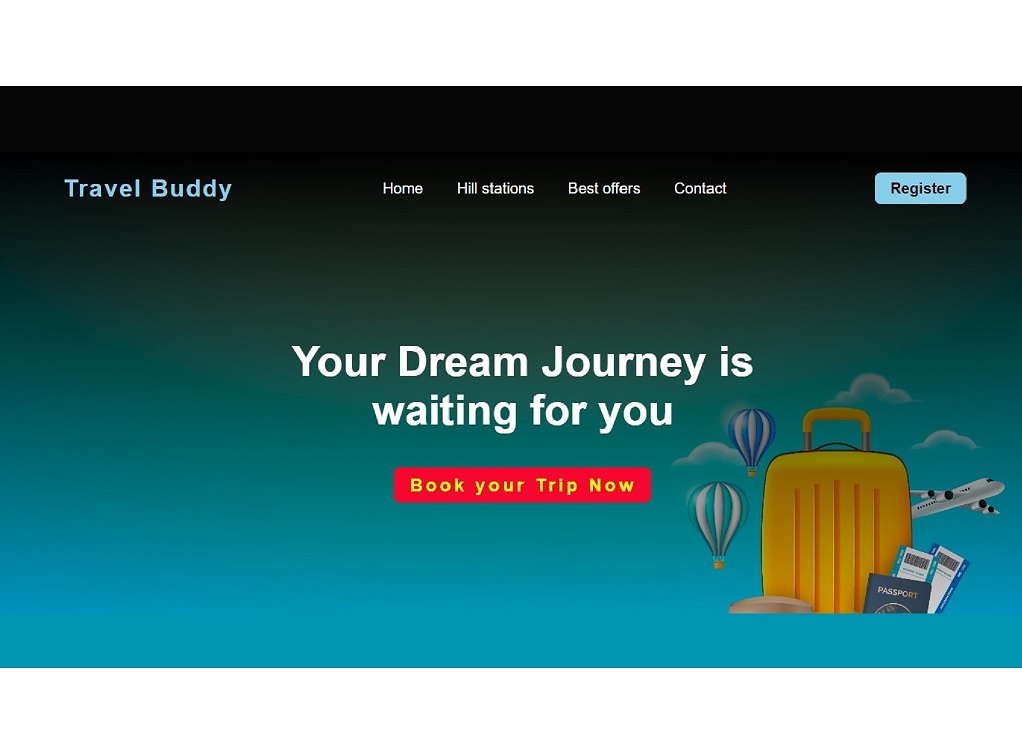 Travel Buddy
Home
Hill stations
Best offers
Contact
Register
Your Dream Journey is
waiting for you
Book your Trip Now
PASSPORT